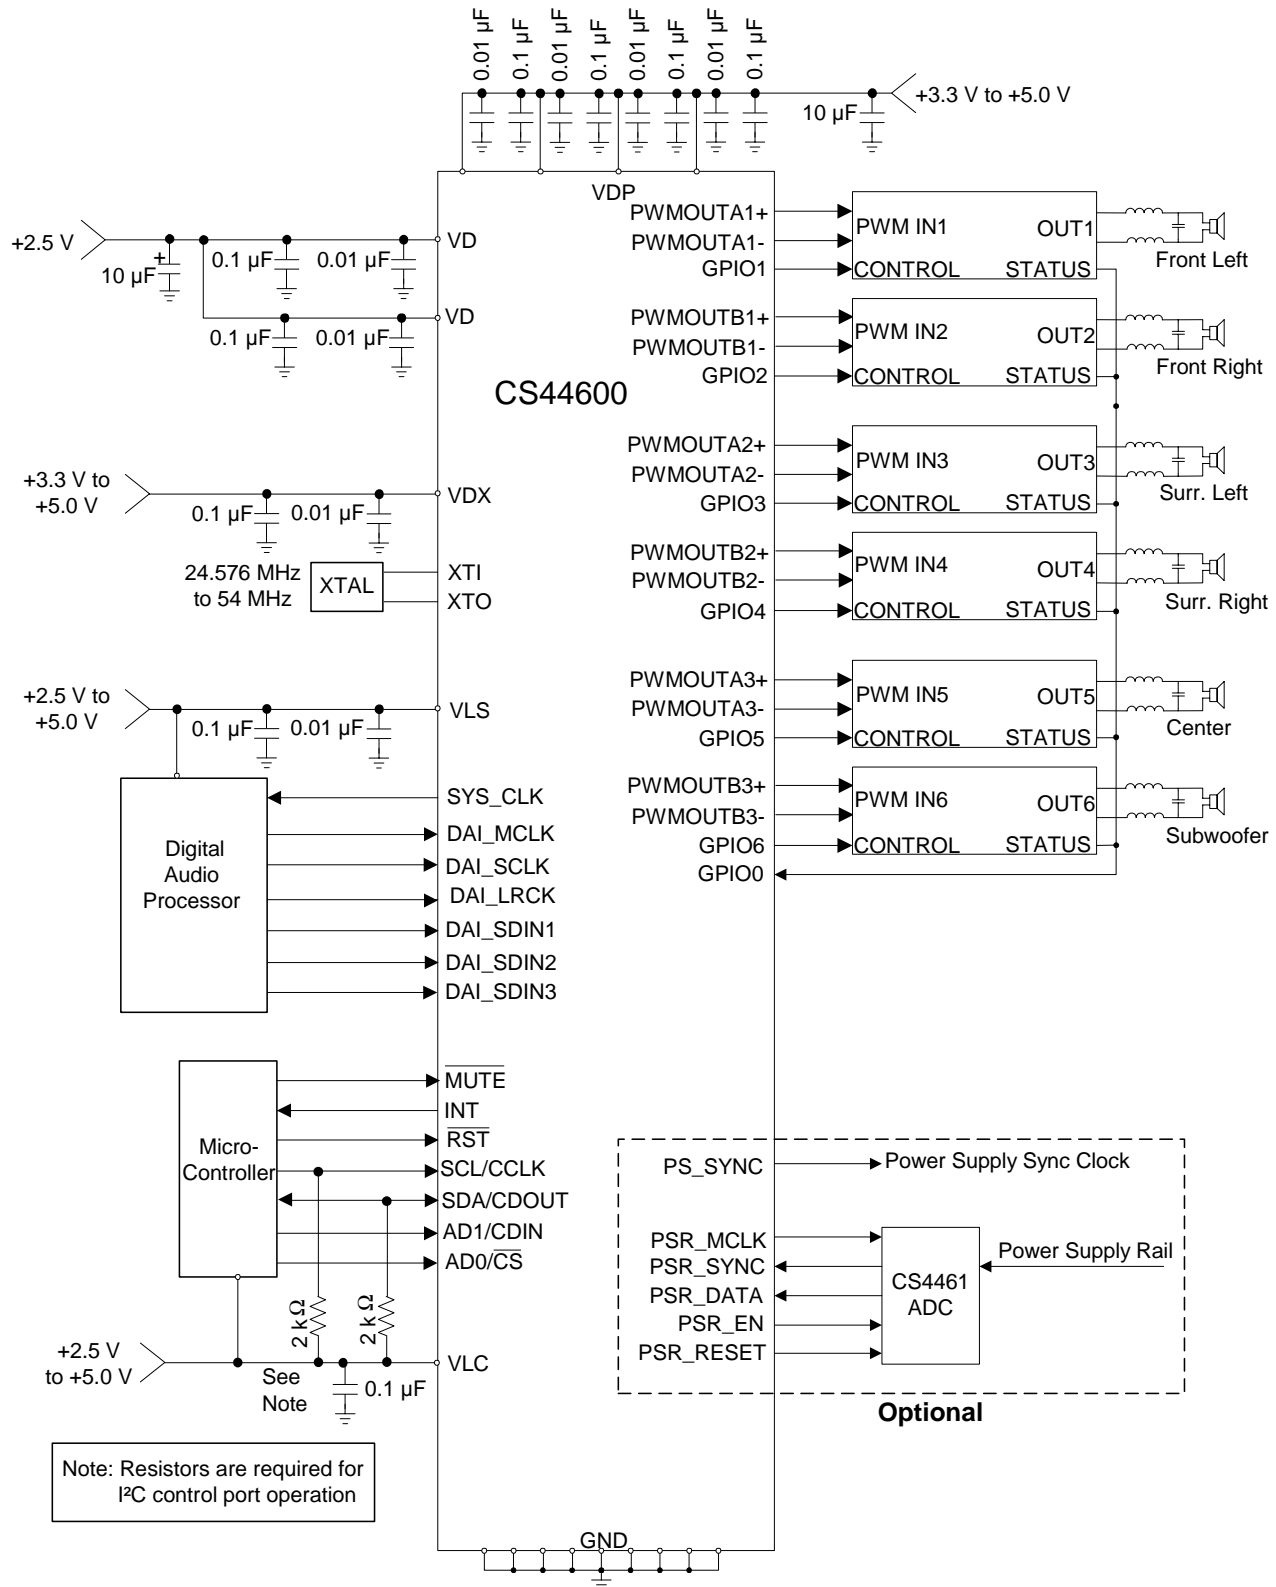 0.01 µF
0.1 µF
0.01 µF
0.1 µF
0.01 µF
0.1 µF
0.01 µF
0.1 µF
10 µF
+3.3 V to +5.0 V
VDP
+2.5 V
10 µF
0.1 µF
0.01 µF
VD
0.1 µF
0.01 µF
VD
CS44600
+3.3 V to
+5.0 V
0.1 µF
0.01 µF
VDX
24.576 MHz
to 54 MHz
XTAL
XTI
XTO
+2.5 V to
+5.0 V
0.1 µF
0.01 µF
VLS
Digital
Audio
Processor
SYS_CLK
DAI_MCLK
DAI_SCLK
DAI_LRCK
DAI_SDIN1
DAI_SDIN2
DAI_SDIN3
Micro-
Controller
MUTE
INT
RST
SCL/CCLK
SDA/CDOUT
AD1/CDIN
AD0/CS
2 kΩ
2 kΩ
+2.5 V
to +5.0 V
See
Note
0.1 µF
VLC
Note: Resistors are required for
I²C control port operation
GND
PWMOUTA1+
PWMOUTA1-
GPIO1
PWM IN1
OUT1
CONTROL
STATUS
Front Left
PWMOUTB1+
PWMOUTB1-
GPIO2
PWM IN2
OUT2
CONTROL
STATUS
Front Right
PWMOUTA2+
PWMOUTA2-
GPIO3
PWM IN3
OUT3
CONTROL
STATUS
Surr. Left
PWMOUTB2+
PWMOUTB2-
GPIO4
PWM IN4
OUT4
CONTROL
STATUS
Surr. Right
PWMOUTA3+
PWMOUTA3-
GPIO5
PWM IN5
OUT5
CONTROL
STATUS
Center
PWMOUTB3+
PWMOUTB3-
GPIO6
PWM IN6
OUT6
CONTROL
STATUS
Subwoofer
GPIO0
PS_SYNC
Power Supply Sync Clock
PSR_MCLK
PSR_SYNC
PSR_DATA
PSR_EN
PSR_RESET
CS4461
ADC
Power Supply Rail
Optional